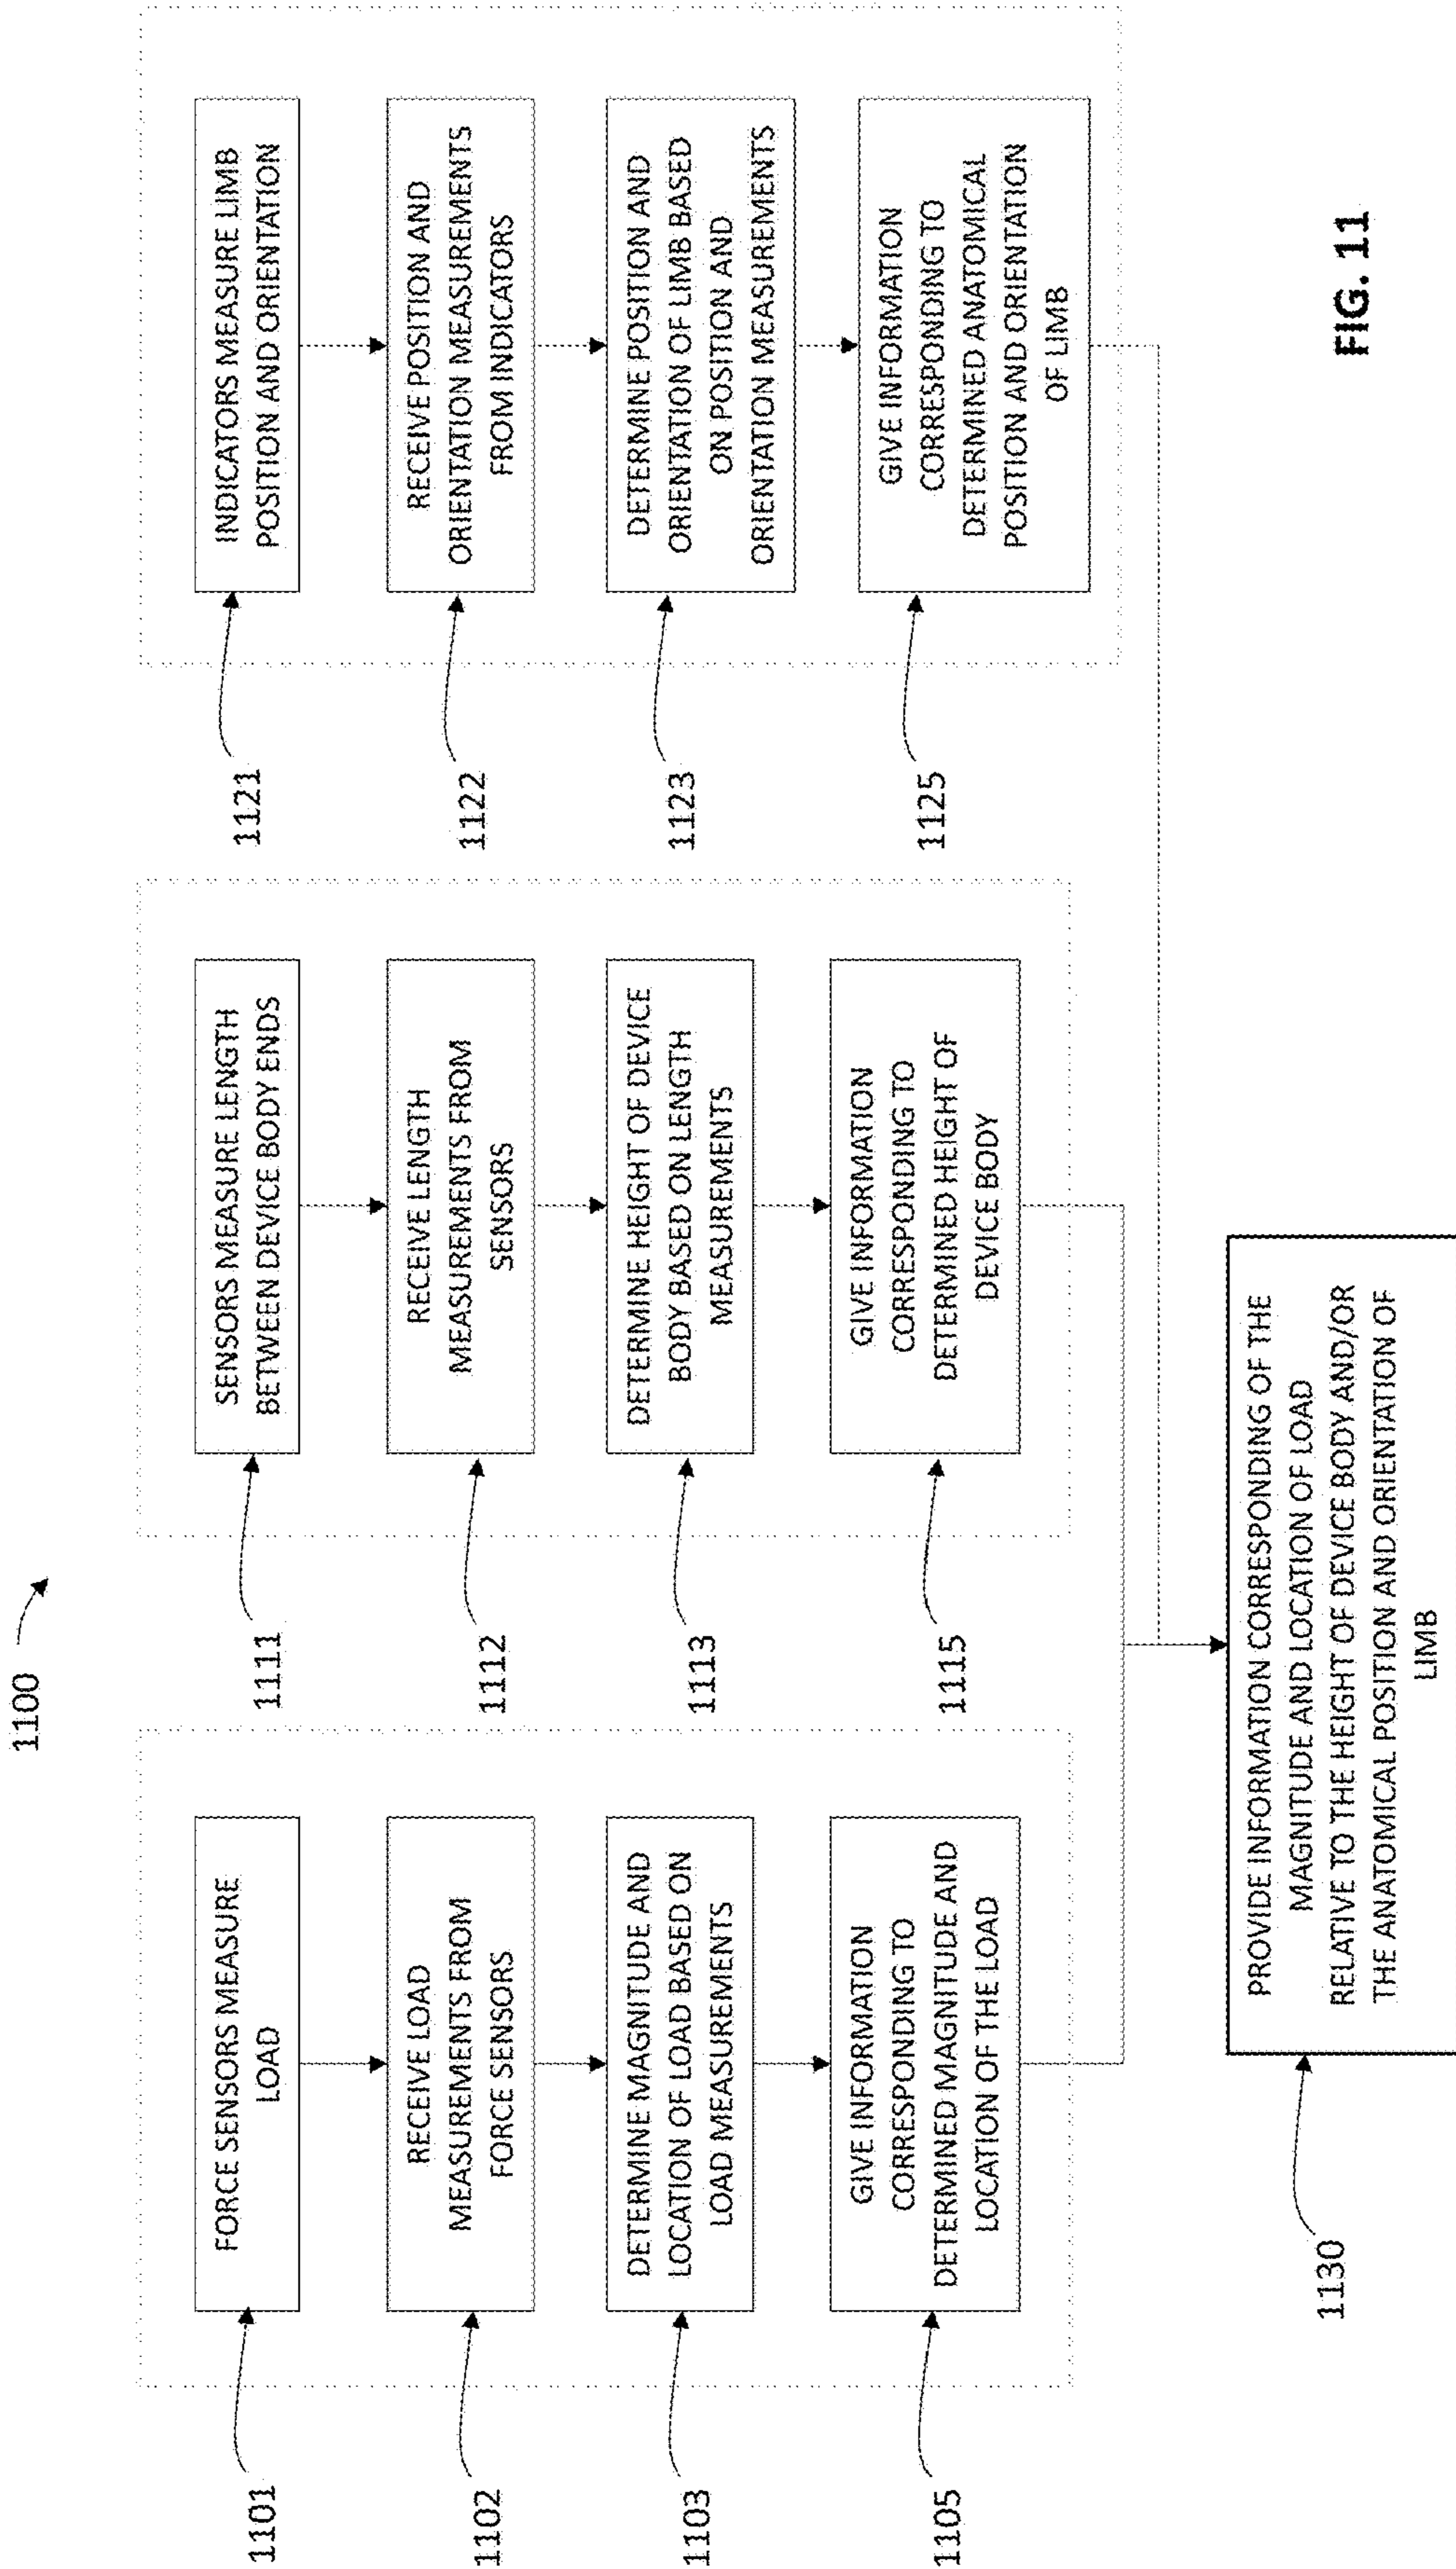 1100
1101
FORCE SENSORS MEASURE
LOAD
1102
RECEIVE LOAD
MEASUREMENTS FROM
FORCE SENSORS
1103
DETERMINE MAGNITUDE AND
LOCATION OF LOAD BASED ON
LOAD MEASUREMENTS
1105
GIVE INFORMATION
CORRESPONDING TO
DETERMINED MAGNITUDE AND
LOCATION OF THE LOAD
1111
SENSORS MEASURE LENGTH
BETWEEN DEVICE BODY ENDS
1112
RECEIVE LENGTH
MEASUREMENTS FROM
SENSORS
1113
DETERMINE HEIGHT OF DEVICE
BODY BASED ON LENGTH
MEASUREMENTS
1115
GIVE INFORMATION
CORRESPONDING TO
DETERMINED HEIGHT OF
DEVICE BODY
1121
INDICATORS MEASURE LIMB
POSITION AND ORIENTATION
1122
RECEIVE POSITION AND
ORIENTATION MEASUREMENTS
FROM INDICATORS
1123
DETERMINE POSITION AND
ORIENTATION OF LIMB BASED
ON POSITION AND
ORIENTATION MEASUREMENTS
1125
GIVE INFORMATION
CORRESPONDING TO
DETERMINED ANATOMICAL
POSITION AND ORIENTATION
OF LIMB
1130
PROVIDE INFORMATION CORRESPONDING OF THE
MAGNITUDE AND LOCATION OF LOAD
RELATIVE TO THE HEIGHT OF DEVICE BODY AND/OR
THE ANATOMICAL POSITION AND ORIENTATION OF
LIMB
FIG. 11